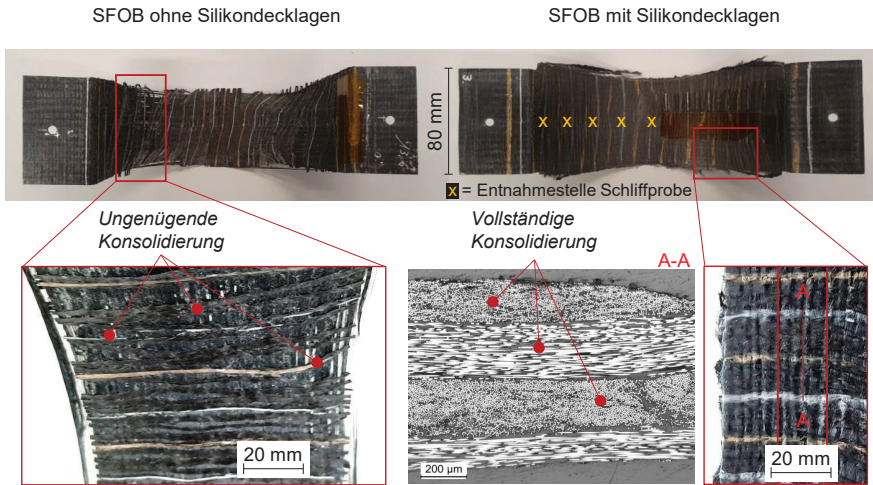 SFOB ohne Silikondecklagen
SFOB mit Silikondecklagen
80 mm
x x x x x
x = Entnahmestelle Schliffprobe
Ungenügende
Konsolidierung
Vollständige
Konsolidierung
A-A
A
A
20 mm
200 µm
20 mm